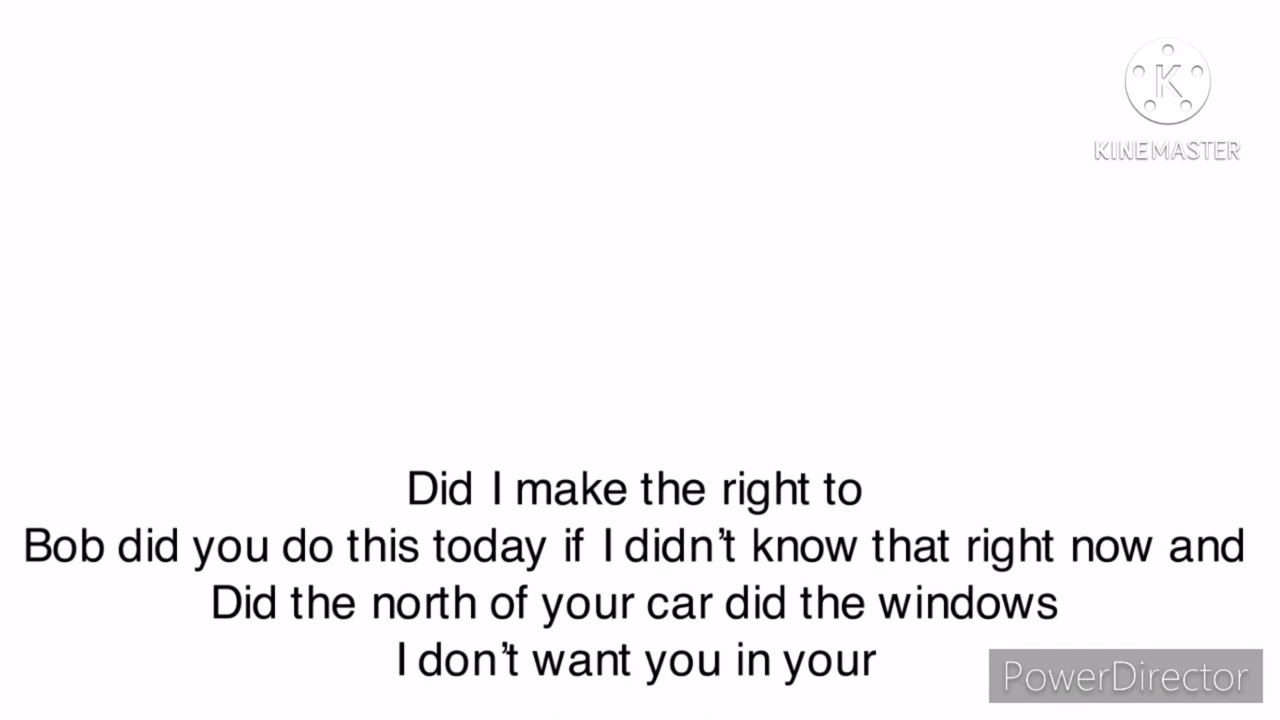 K
KINEMASTER
Did I make the right to
Bob did you do this today if I didn’t know that right now and
Did the north of your car did the windows
I don’t want you in your
PowerDirector